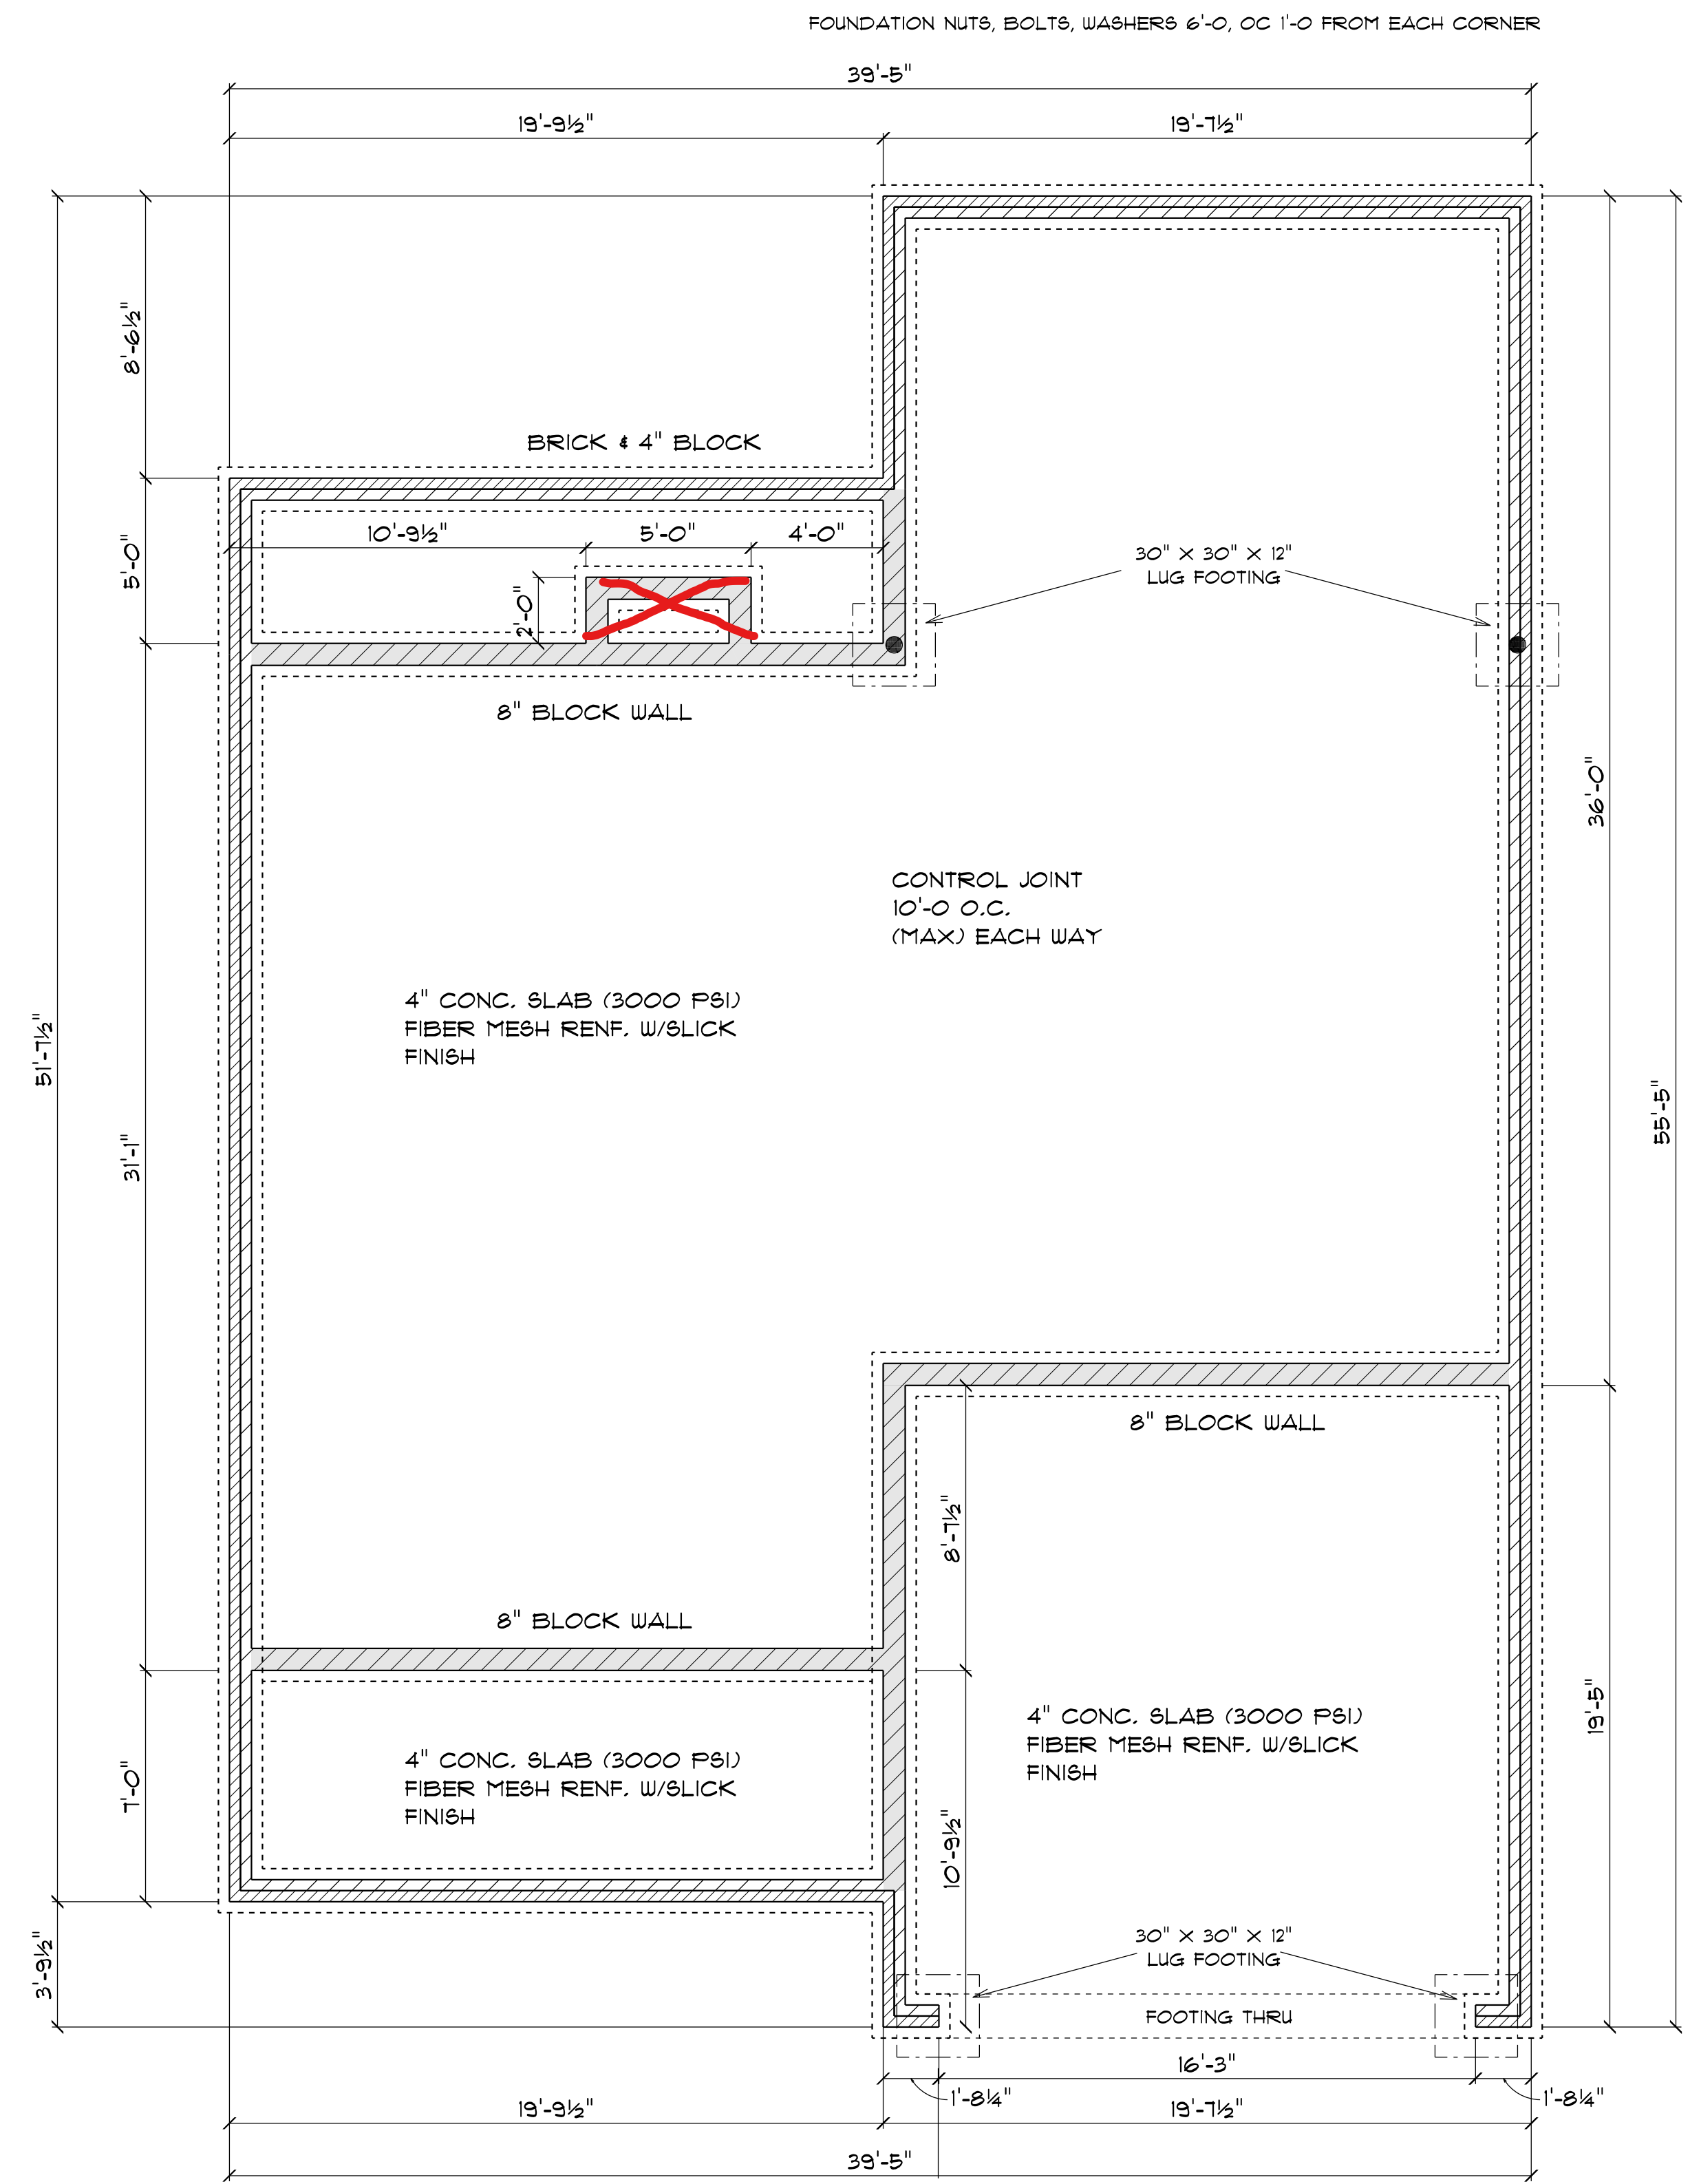 FOUNDATION NUTS, BOLTS, WASHERS 6'-0, OC 1'-0 FROM EACH CORNER
39'-5"
19'-9½"
19'-7½"
8'-6½"
BRICK & 4" BLOCK
10'-9½"
5'-0"
4'-0"
5'-0"
2'-0"
30" X 30" X 12"
LUG FOOTING
8" BLOCK WALL
36'-0"
CONTROL JOINT
10'-0 O.C.
(MAX) EACH WAY
4" CONC. SLAB (3000 PSI)
FIBER MESH RENF. W/SLICK
FINISH
51'-7½"
31'-1"
55'-5"
8" BLOCK WALL
8'-7½"
8" BLOCK WALL
4" CONC. SLAB (3000 PSI)
FIBER MESH RENF. W/SLICK
FINISH
19'-5"
4" CONC. SLAB (3000 PSI)
FIBER MESH RENF. W/SLICK
FINISH
7'-0"
10'-9½"
3'-9½"
30" X 30" X 12"
LUG FOOTING
FOOTING THRU
16'-3"
1'-8¼"
1'-8¼"
19'-9½"
19'-7½"
39'-5"